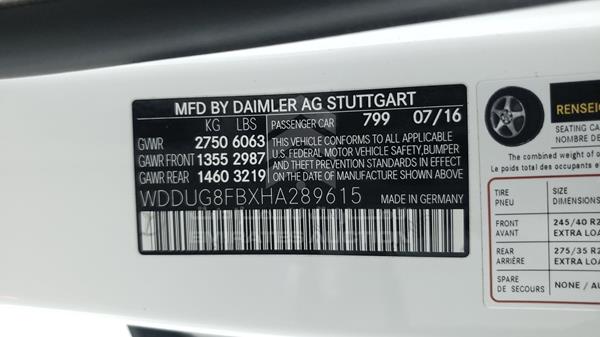 MFD BY DAIMLER AG STUTTGART
KG LBS PASSENGER CAR 799 07/16
GVWR 2750 6063
GAWR FRONT 1355 2987
GAWR REAR 1460 3219
THIS VEHICLE CONFORMS TO ALL APPLICABLE
U.S. FEDERAL MOTOR VEHICLE SAFETY, BUMPER
AND THEFT PREVENTION STANDARDS IN EFFECT
ON THE DATE OF MANUFACTURE SHOWN ABOVE.
WDDUG8FBXHA289615 MADE IN GERMANY
RENSEIGN
SEATING CA
NOMBRE DE
The combined weight of o
Le poids total des occupants
TIRE SIZE
PNEU DIMENSIONS
FRONT 245/40 R2
AVANT EXTRA LOA
REAR 275/35 R2
ARRIÈRE EXTRA LOA
SPARE
DE SECOURS NONE / AU